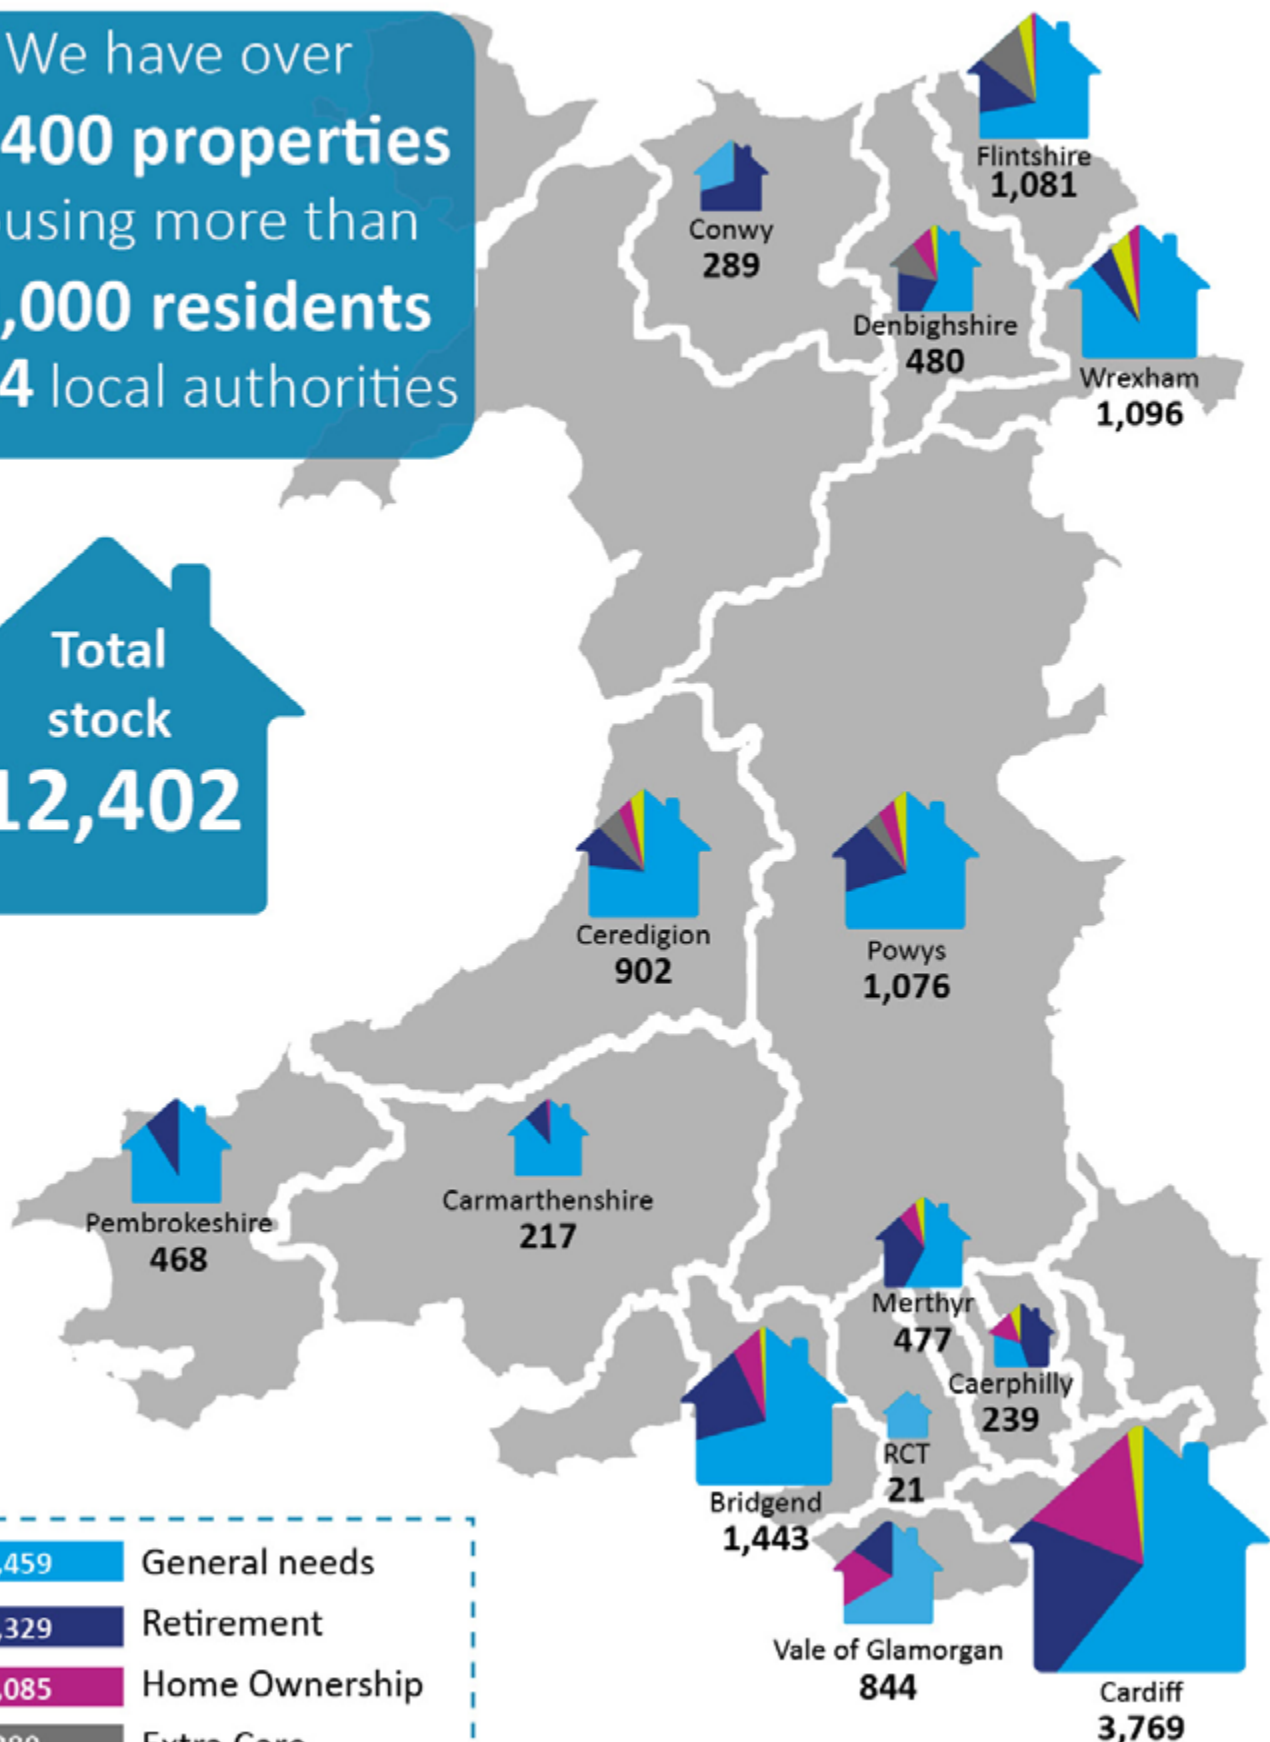 We have over
400 properties
using more than
,000 residents
4 local authorities
Total
stock
12,402
Flintshire
1,081
Conwy
289
Denbighshire
480
Wrexham
1,096
Ceredigion
902
Powys
1,076
Pembrokeshire
468
Carmarthenshire
217
Merthyr
477
Caerphilly
239
RCT
21
Bridgend
1,443
Vale of Glamorgan
844
Cardiff
3,769
,459 General needs
,329 Retirement
,085 Home Ownership
Extra Care